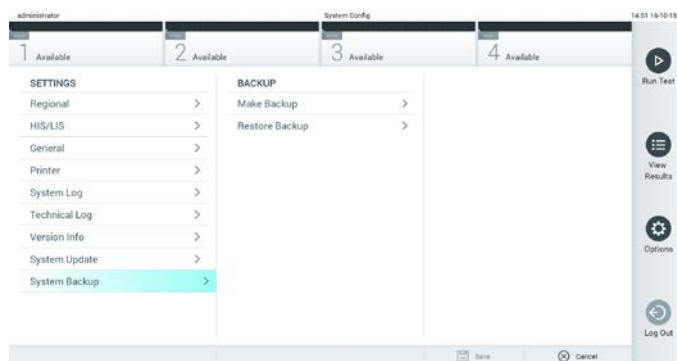 administrator System Config 14:51 16-10-18
1 Available 2 Available 3 Available 4 Available
Run Test
SETTINGS BACKUP
Regional
Make Backup
HIS/LIS
Restore Backup
General
Printer
System Log
Technical Log
Version Info
System Update
System Backup
View
Results
Options
Log Out
Save Cancel